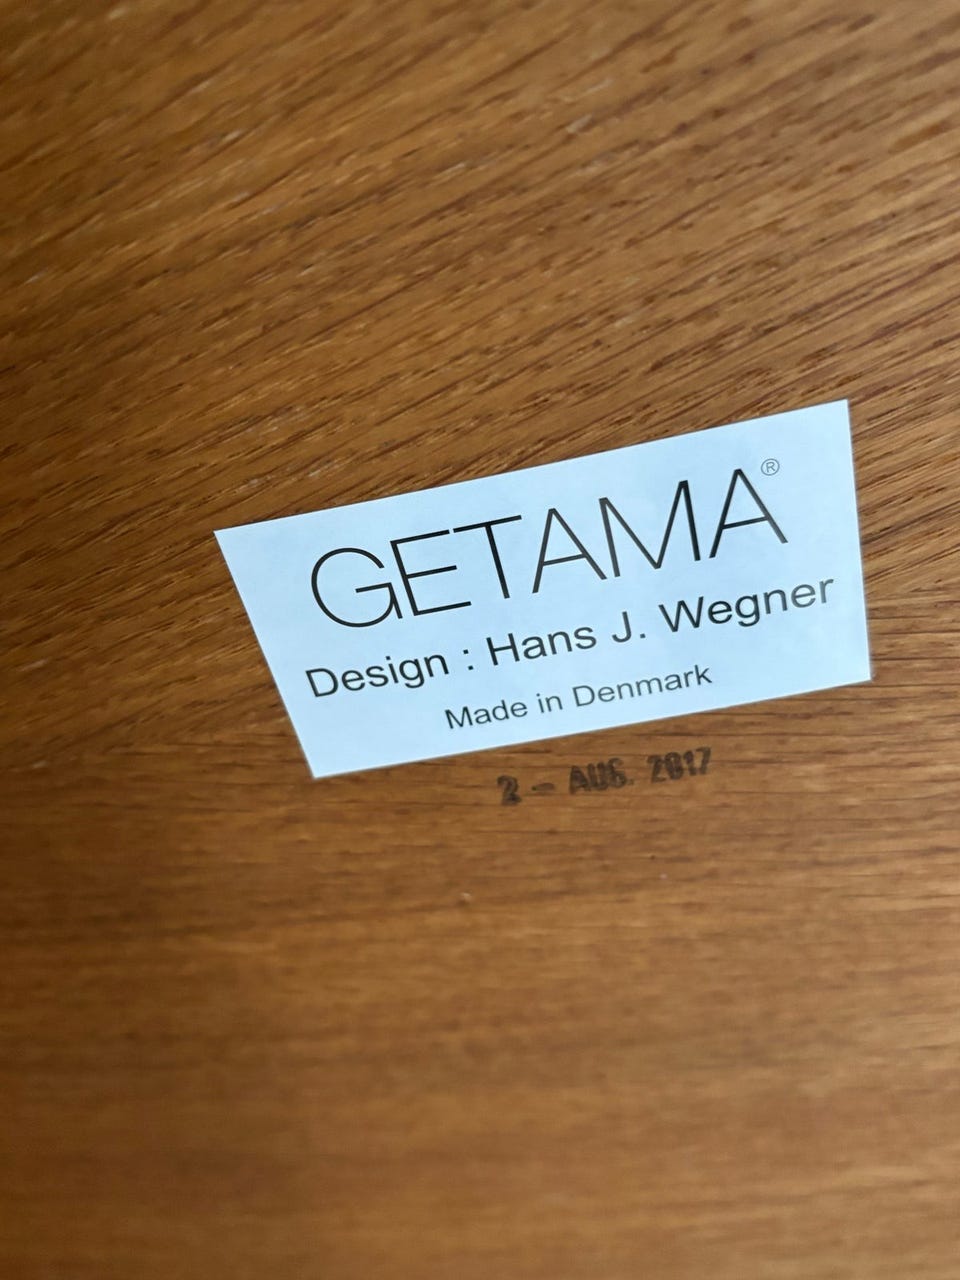 GETAMA®
Design : Hans J. Wegner
Made in Denmark
2 - AUG. 2017